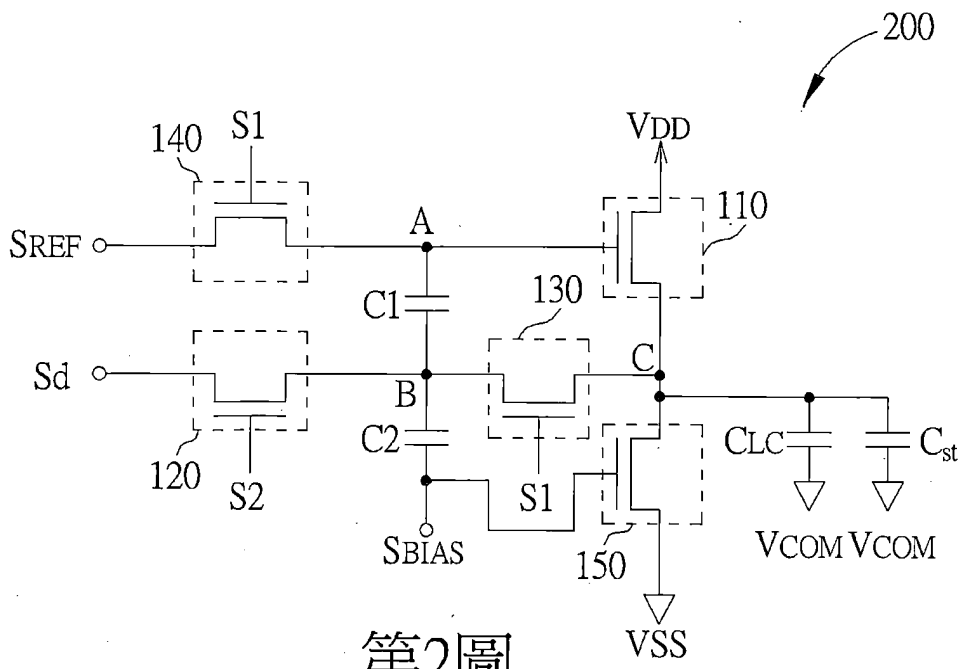 200
VDD
S1
140
110
SREF
A
C1
130
Sd
B
C
C2
CLC
Cst
120
S2
S1
SBIAS
150
VCOM VCOM
VSS
第2圖